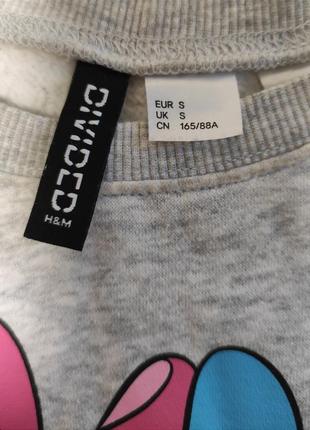 DIVIDED
H&M
EUR S
UK S
CN 165/88A